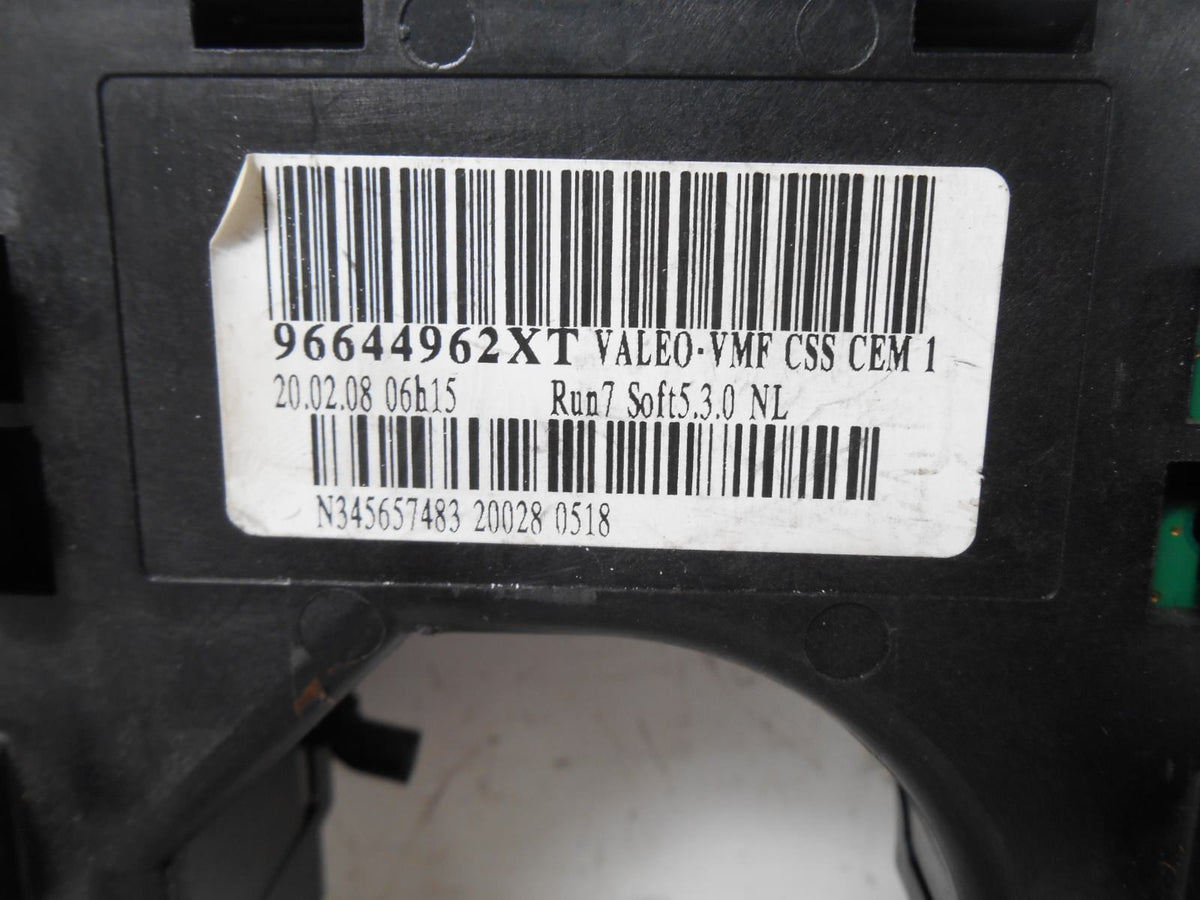 96644962XT VALEO-VMF CSS CEM 1
20.02.08 06h15 Run7 Soft5.3.0 NL
N345657483 20028 0518